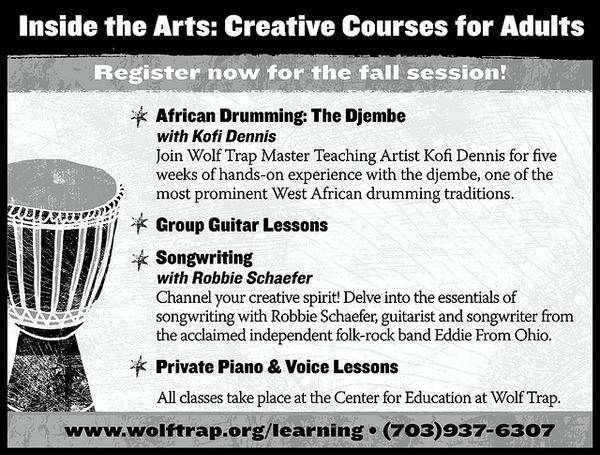 Inside the Arts: Creative Courses for Adults
Register now for the fall session!
African Drumming: The Djembe
with Kofi Dennis
Join Wolf Trap Master Teaching Artist Kofi Dennis for five
weeks of hands-on experience with the djembe, one of the
most prominent West African drumming traditions.
Group Guitar Lessons
Songwriting
with Robbie Schaefer
Channel your creative spirit! Delve into the essentials of
songwriting with Robbie Schaefer, guitarist and songwriter from
the acclaimed independent folk-rock band Eddie From Ohio.
Private Piano & Voice Lessons
All classes take place at the Center for Education at Wolf Trap.
www.wolftrap.org/learning • (703)937-6307